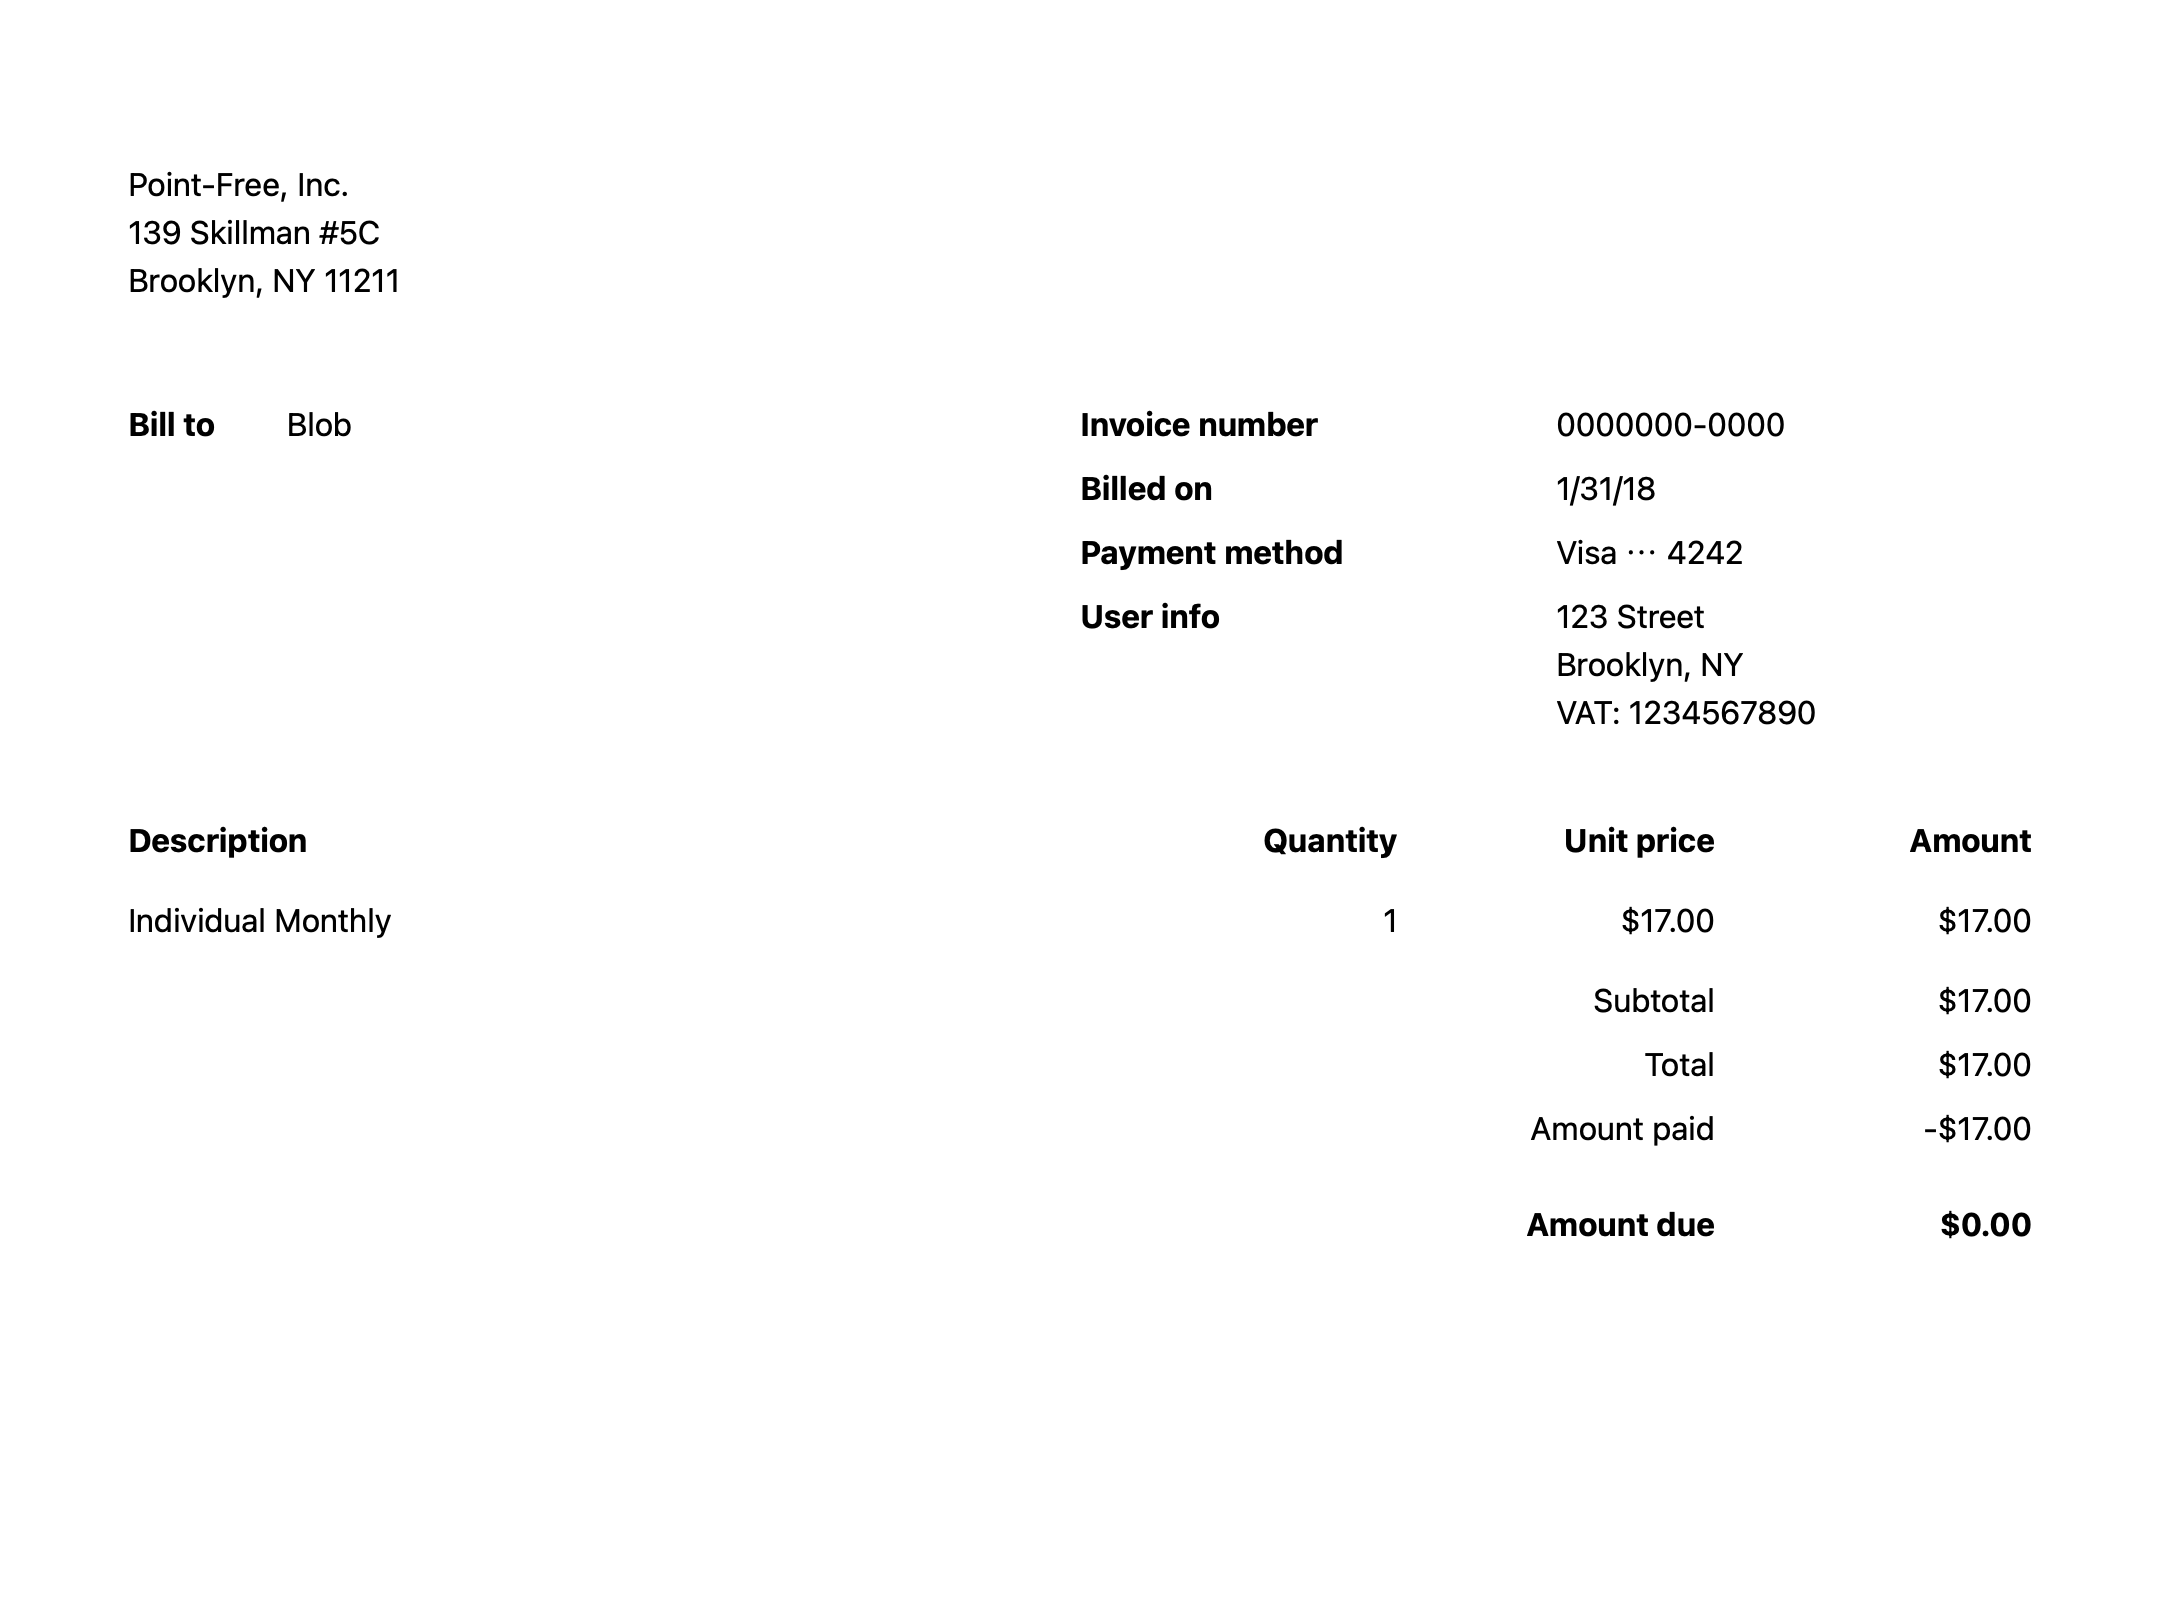 Point-Free, Inc.
139 Skillman #5C
Brooklyn, NY 11211
Bill to Blob
Invoice number 0000000-0000
Billed on 1/31/18
Payment method Visa ··· 4242
User info 123 Street
Brooklyn, NY
VAT: 1234567890
Description Quantity Unit price Amount
Individual Monthly 1 $17.00 $17.00
Subtotal $17.00
Total $17.00
Amount paid -$17.00
Amount due $0.00